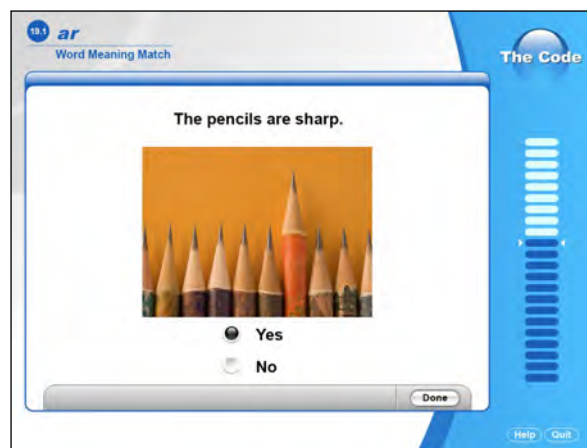 19.1 ar
Word Meaning Match
The Code
The pencils are sharp.
Yes
No
Done
Help Quit